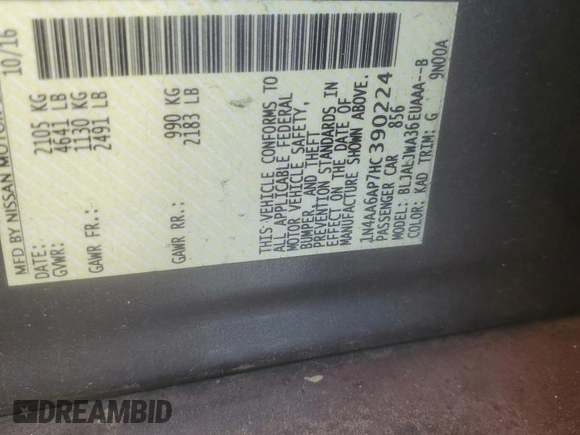 MFD BY NISSAN MOTOR
DATE: 10/16
GVWR: 2105 KG
4641 LB
GAWR FR.: 1130 KG
2491 LB
GAWR RR.: 990 KG
2183 LB
THIS VEHICLE CONFORMS TO
ALL APPLICABLE FEDERAL
MOTOR VEHICLE SAFETY,
BUMPER, AND THEFT
PREVENTION STANDARDS IN
EFFECT ON THE DATE OF
MANUFACTURE SHOWN ABOVE.
1N4AA6AP7HC390224
PASSENGER CAR 856
MODEL: BLJALJWA36EUAAA--B
COLOR: KAD TRIM: G 9N00A
DREAMBID